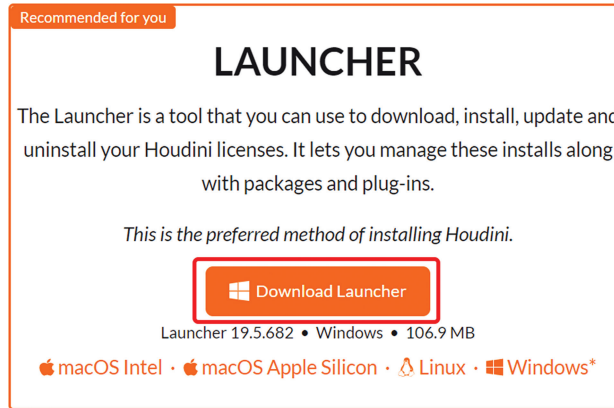 Recommended for you
LAUNCHER
The Launcher is a tool that you can use to download, install, update and
uninstall your Houdini licenses. It lets you manage these installs along
with packages and plug-ins.
This is the preferred method of installing Houdini.
Download Launcher
Launcher 19.5.682 • Windows • 106.9 MB
macOS Intel · macOS Apple Silicon · Linux · Windows*